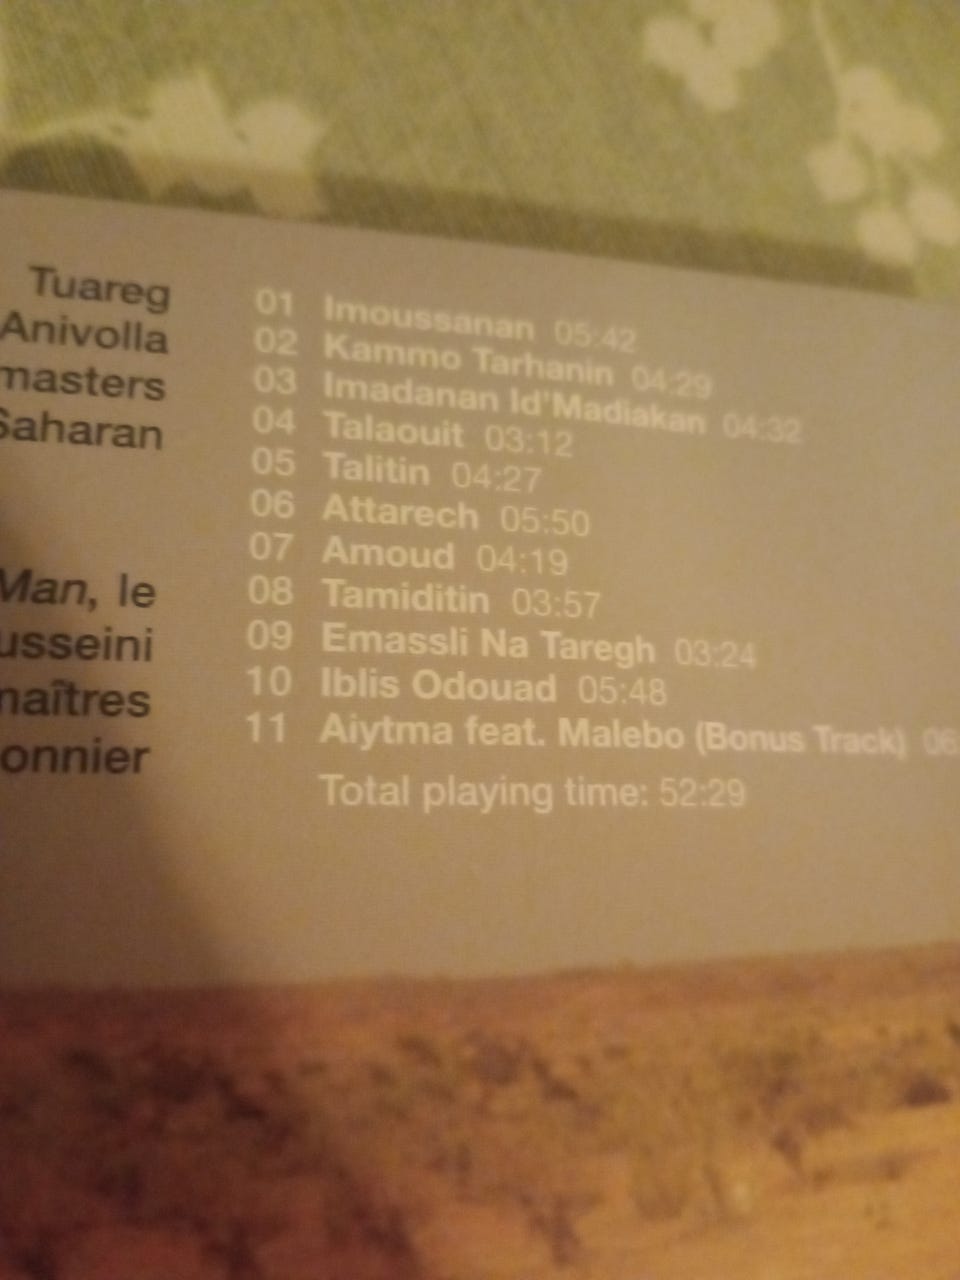 Tuareg
Anivolla
masters
Saharan
Man, le
usseini
maîtres
onnier
01 Imoussanan 05:42
02 Kammo Tarhanin 04:29
03 Imadanan Id'Madiakan 04:32
04 Talaouit 03:12
05 Talitin 04:27
06 Attarech 05:50
07 Amoud 04:19
08 Tamiditin 03:57
09 Emassli Na Taregh 03:24
10 Iblis Odouad 05:48
11 Aiytma feat. Malebo (Bonus Track) 06
Total playing time: 52:29